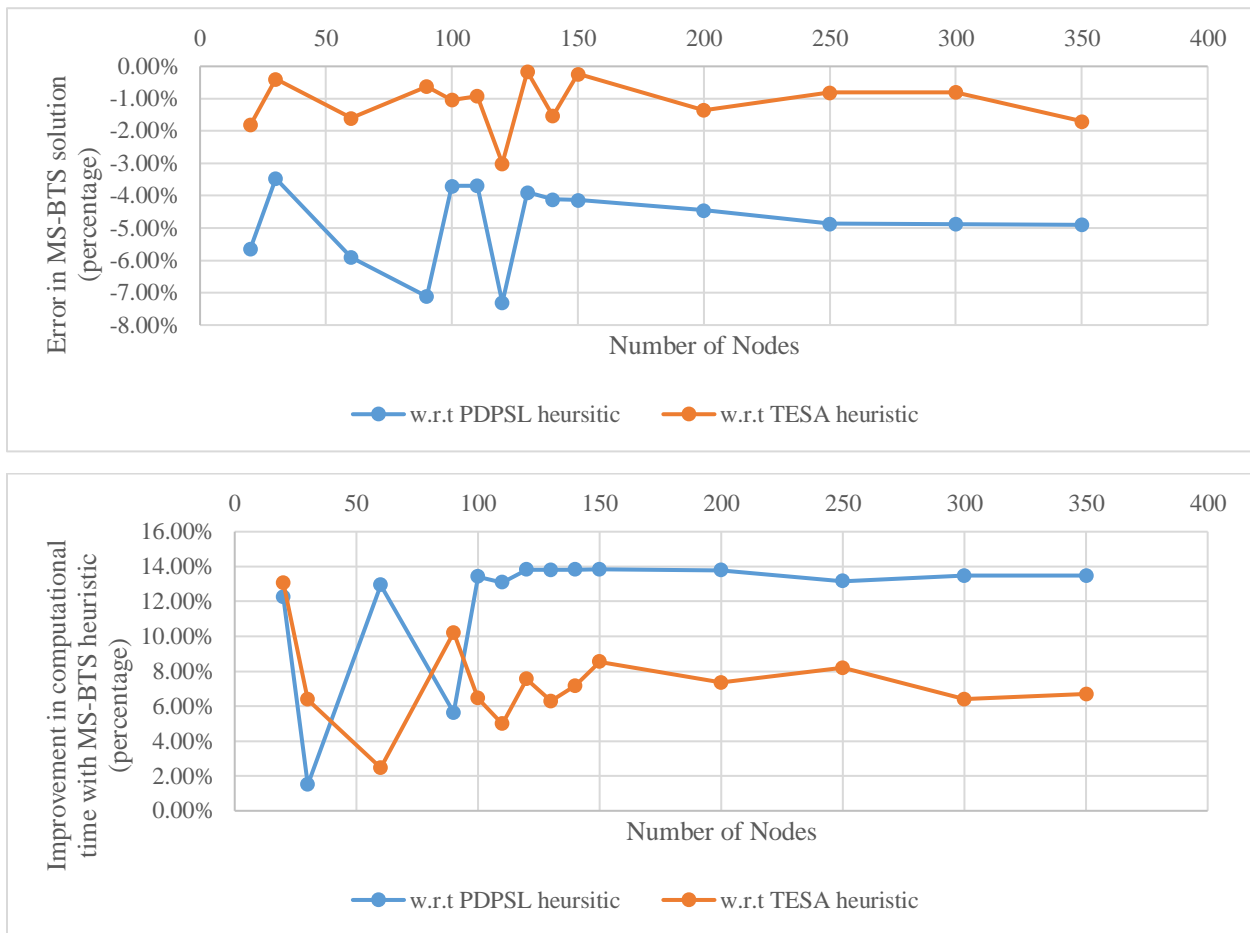 0 50 100 150 200 250 300 350 400
0.00%
-1.00%
-2.00%
-3.00%
-4.00%
-5.00%
-6.00%
-7.00%
-8.00%
Error in MS-BTS solution
(percentage)
Number of Nodes
w.r.t PDPSL heursitic w.r.t TESA heuristic
0 50 100 150 200 250 300 350 400
16.00%
14.00%
12.00%
10.00%
8.00%
6.00%
4.00%
2.00%
0.00%
Improvement in computational
time with MS-BTS heuristic
(percentage)
Number of Nodes
w.r.t PDPSL heursitic w.r.t TESA heuristic